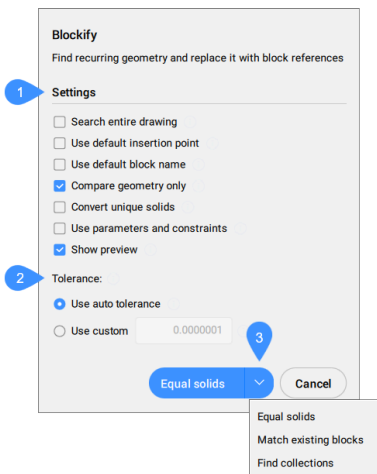 Blockify
Find recurring geometry and replace it with block references
1
Settings
Search entire drawing
Use default insertion point
Use default block name
Compare geometry only
Convert unique solids
Use parameters and constraints
Show preview
2
Tolerance:
Use auto tolerance
Use custom 0.0000001
3
Equal solids Cancel
Equal solids
Match existing blocks
Find collections